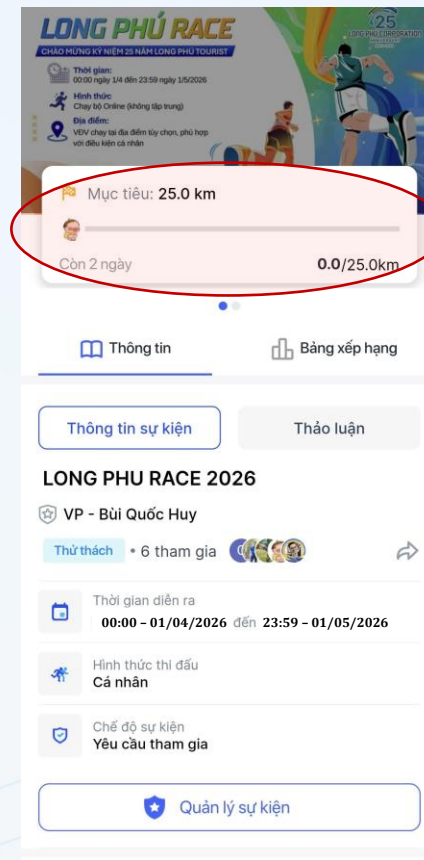 LONG PHÚ RACE
CHÀO MỪNG KỶ NIỆM 25 NĂM LONG PHÚ TOURIST
25
LONG PHU CORPORATION
Thời gian:
00:00 ngày 1/4 đến 23:59 ngày 1/5/2026
Hình thức:
Chạy bộ Online (không tập trung)
Địa điểm:
VĐV chạy tại địa điểm tùy chọn, phù hợp
với điều kiện cá nhân
Mục tiêu: 25.0 km
Còn 2 ngày 0.0/25.0km
Thông tin Bảng xếp hạng
Thông tin sự kiện Thảo luận
LONG PHU RACE 2026
VP - Bùi Quốc Huy
Thử thách • 6 tham gia
Thời gian diễn ra
00:00 – 01/04/2026 đến 23:59 – 01/05/2026
Hình thức thi đấu
Cá nhân
Chế độ sự kiện
Yêu cầu tham gia
Quản lý sự kiện